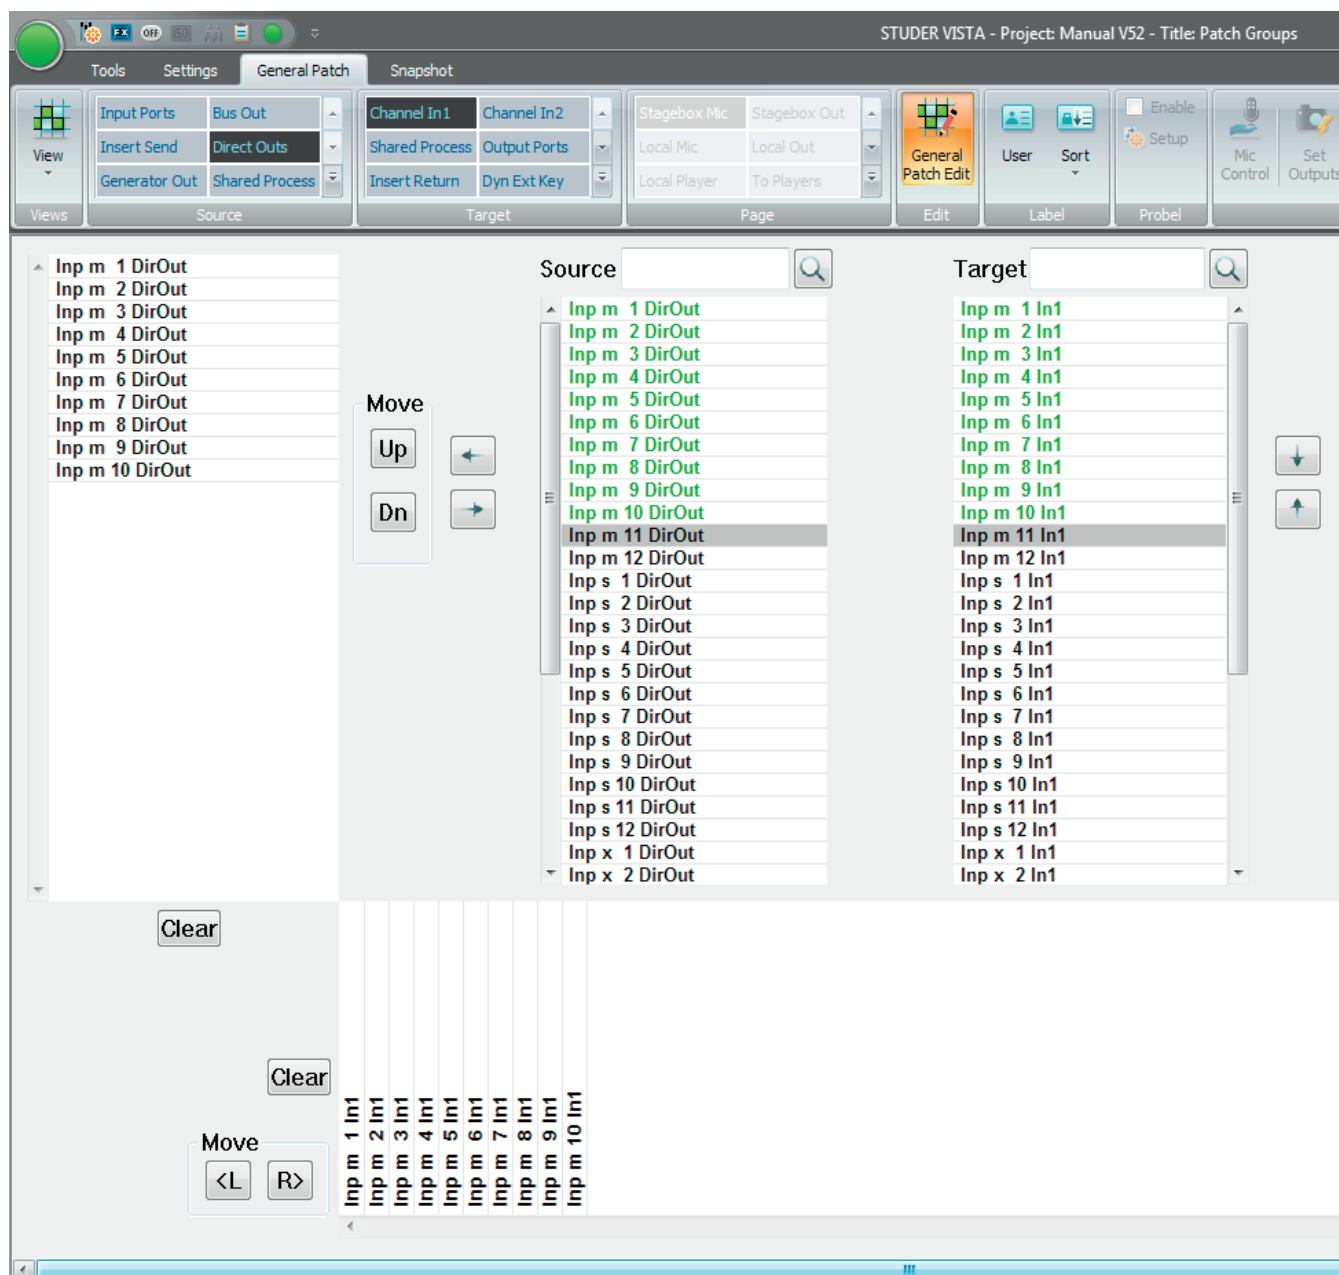 FX OFF ISO
STUDER VISTA - Project: Manual V52 - Title: Patch Groups
Tools Settings General Patch Snapshot
View
Views
Input Ports Bus Out
Insert Send Direct Outs
Generator Out Shared Process
Source
Channel In1 Channel In2
Shared Process Output Ports
Insert Return Dyn Ext Key
Target
Stagebox Mic Stagebox Out
Local Mic Local Out
Local Player To Players
Page
General
Patch Edit
Edit
User Sort
Label
Enable
Setup
Probel
Mic
Control
Set
Outputs
Inp m 1 DirOut
Inp m 2 DirOut
Inp m 3 DirOut
Inp m 4 DirOut
Inp m 5 DirOut
Inp m 6 DirOut
Inp m 7 DirOut
Inp m 8 DirOut
Inp m 9 DirOut
Inp m 10 DirOut
Move
Up
Dn
Source
Inp m 1 DirOut
Inp m 2 DirOut
Inp m 3 DirOut
Inp m 4 DirOut
Inp m 5 DirOut
Inp m 6 DirOut
Inp m 7 DirOut
Inp m 8 DirOut
Inp m 9 DirOut
Inp m 10 DirOut
Inp m 11 DirOut
Inp m 12 DirOut
Inp s 1 DirOut
Inp s 2 DirOut
Inp s 3 DirOut
Inp s 4 DirOut
Inp s 5 DirOut
Inp s 6 DirOut
Inp s 7 DirOut
Inp s 8 DirOut
Inp s 9 DirOut
Inp s 10 DirOut
Inp s 11 DirOut
Inp s 12 DirOut
Inp x 1 DirOut
Inp x 2 DirOut
Target
Inp m 1 In1
Inp m 2 In1
Inp m 3 In1
Inp m 4 In1
Inp m 5 In1
Inp m 6 In1
Inp m 7 In1
Inp m 8 In1
Inp m 9 In1
Inp m 10 In1
Inp m 11 In1
Inp m 12 In1
Inp s 1 In1
Inp s 2 In1
Inp s 3 In1
Inp s 4 In1
Inp s 5 In1
Inp s 6 In1
Inp s 7 In1
Inp s 8 In1
Inp s 9 In1
Inp s 10 In1
Inp s 11 In1
Inp s 12 In1
Inp x 1 In1
Inp x 2 In1
Clear
Clear
Move
<L R>
Inp m 1 In1
Inp m 2 In1
Inp m 3 In1
Inp m 4 In1
Inp m 5 In1
Inp m 6 In1
Inp m 7 In1
Inp m 8 In1
Inp m 9 In1
Inp m 10 In1